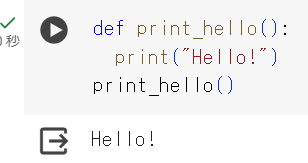 def print_hello():
  print("Hello!")
print_hello()
秒
Hello!